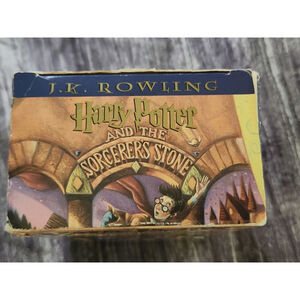 J.K. ROWLING
Harry Potter
AND THE
SORCERER'S STONE